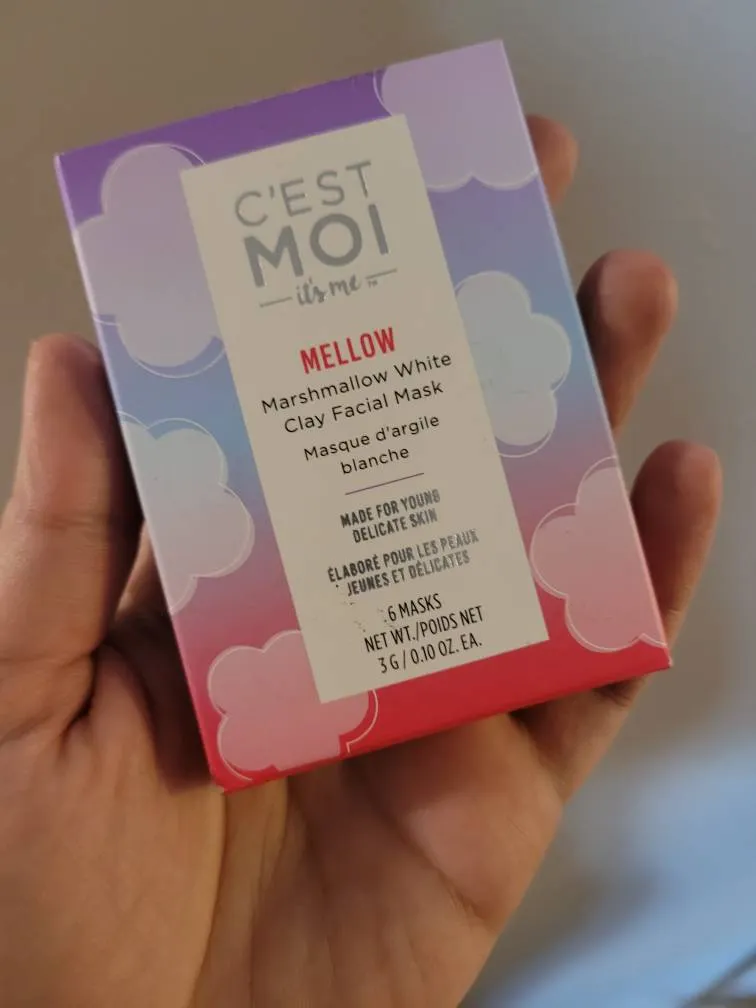 C'EST
MOI
it's me™
MELLOW
Marshmallow White
Clay Facial Mask
Masque d'argile
blanche
MADE FOR YOUNG
DELICATE SKIN
ÉLABORÉ POUR LES PEAUX
JEUNES ET DÉLICATES
6 MASKS
NET WT./POIDS NET
3 G / 0.10 OZ. EA.